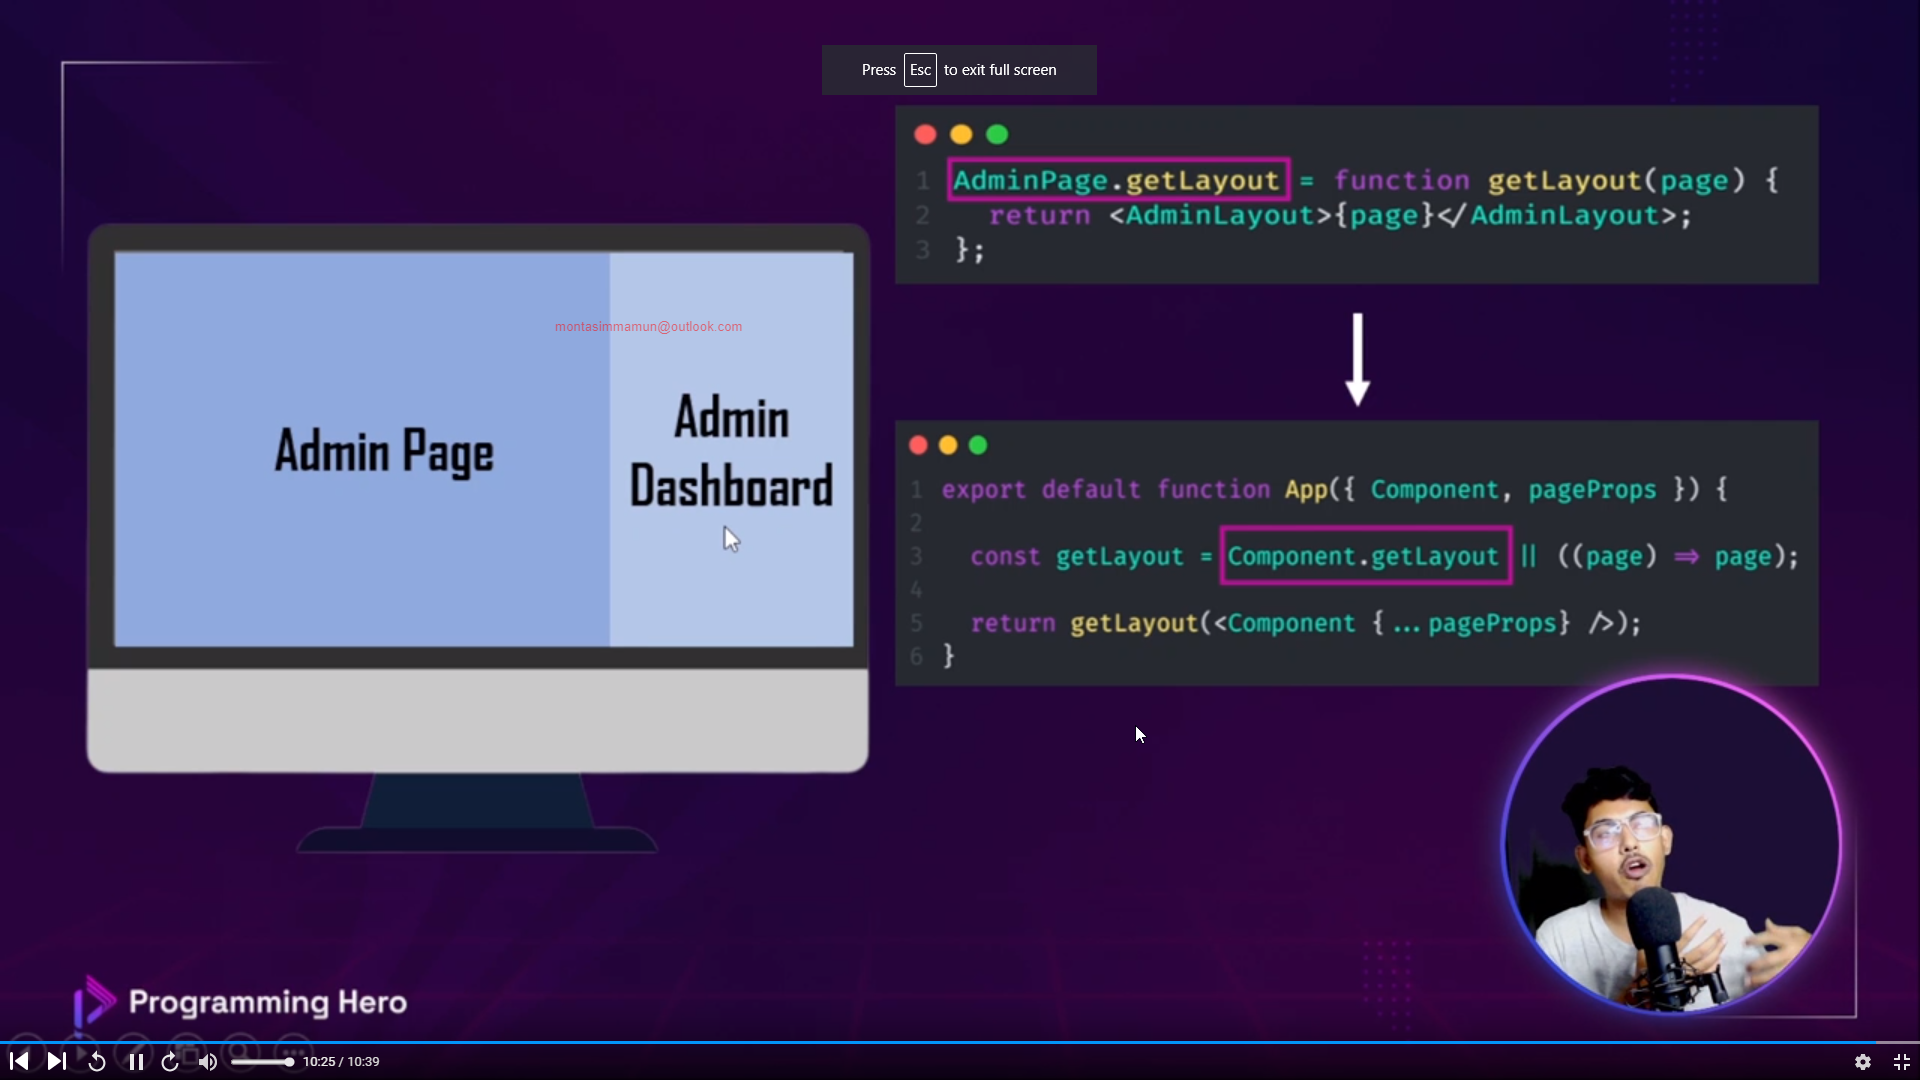 Press Esc to exit full screen
1 AdminPage.getLayout = function getLayout(page) {
2 return <AdminLayout>{page}</AdminLayout>;
3 };
montasimmamun@outlook.com
Admin Page
Admin
Dashboard
1 export default function App({ Component, pageProps }) {
2
3 const getLayout = Component.getLayout || ((page) => page);
4
5 return getLayout(<Component {...pageProps} />);
6 }
Programming Hero
10:25 / 10:39